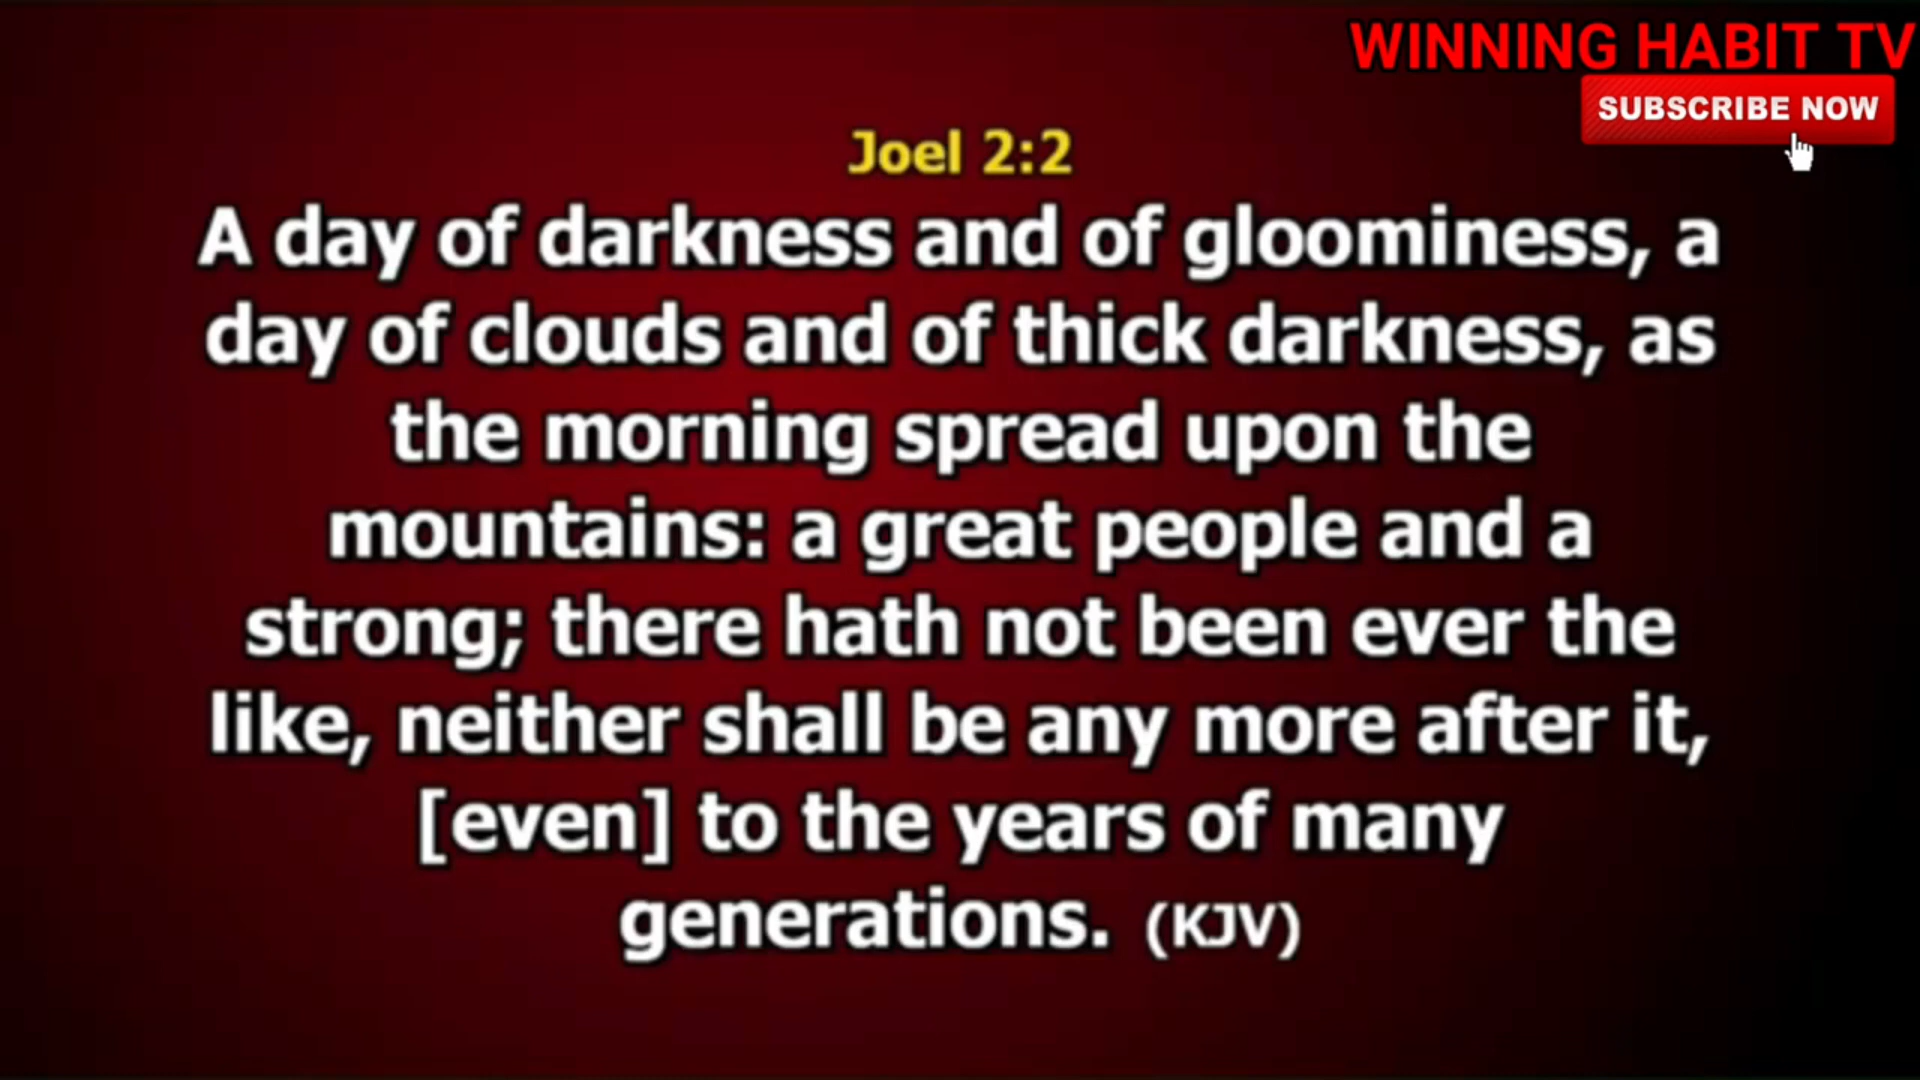 WINNING HABIT TV
SUBSCRIBE NOW
Joel 2:2
A day of darkness and of gloominess, a
day of clouds and of thick darkness, as
the morning spread upon the
mountains: a great people and a
strong; there hath not been ever the
like, neither shall be any more after it,
[even] to the years of many
generations. (KJV)